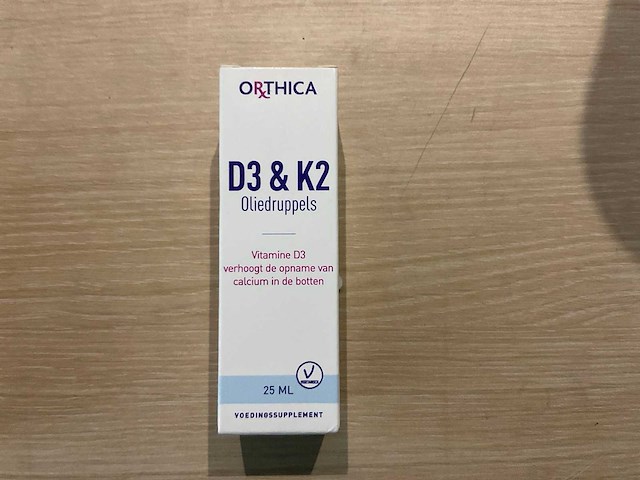 ORTHICA
D3 & K2
Oliedruppels
Vitamine D3
verhoogt de opname van
calcium in de botten
25 ML
VOEDINGSSUPPLEMENT